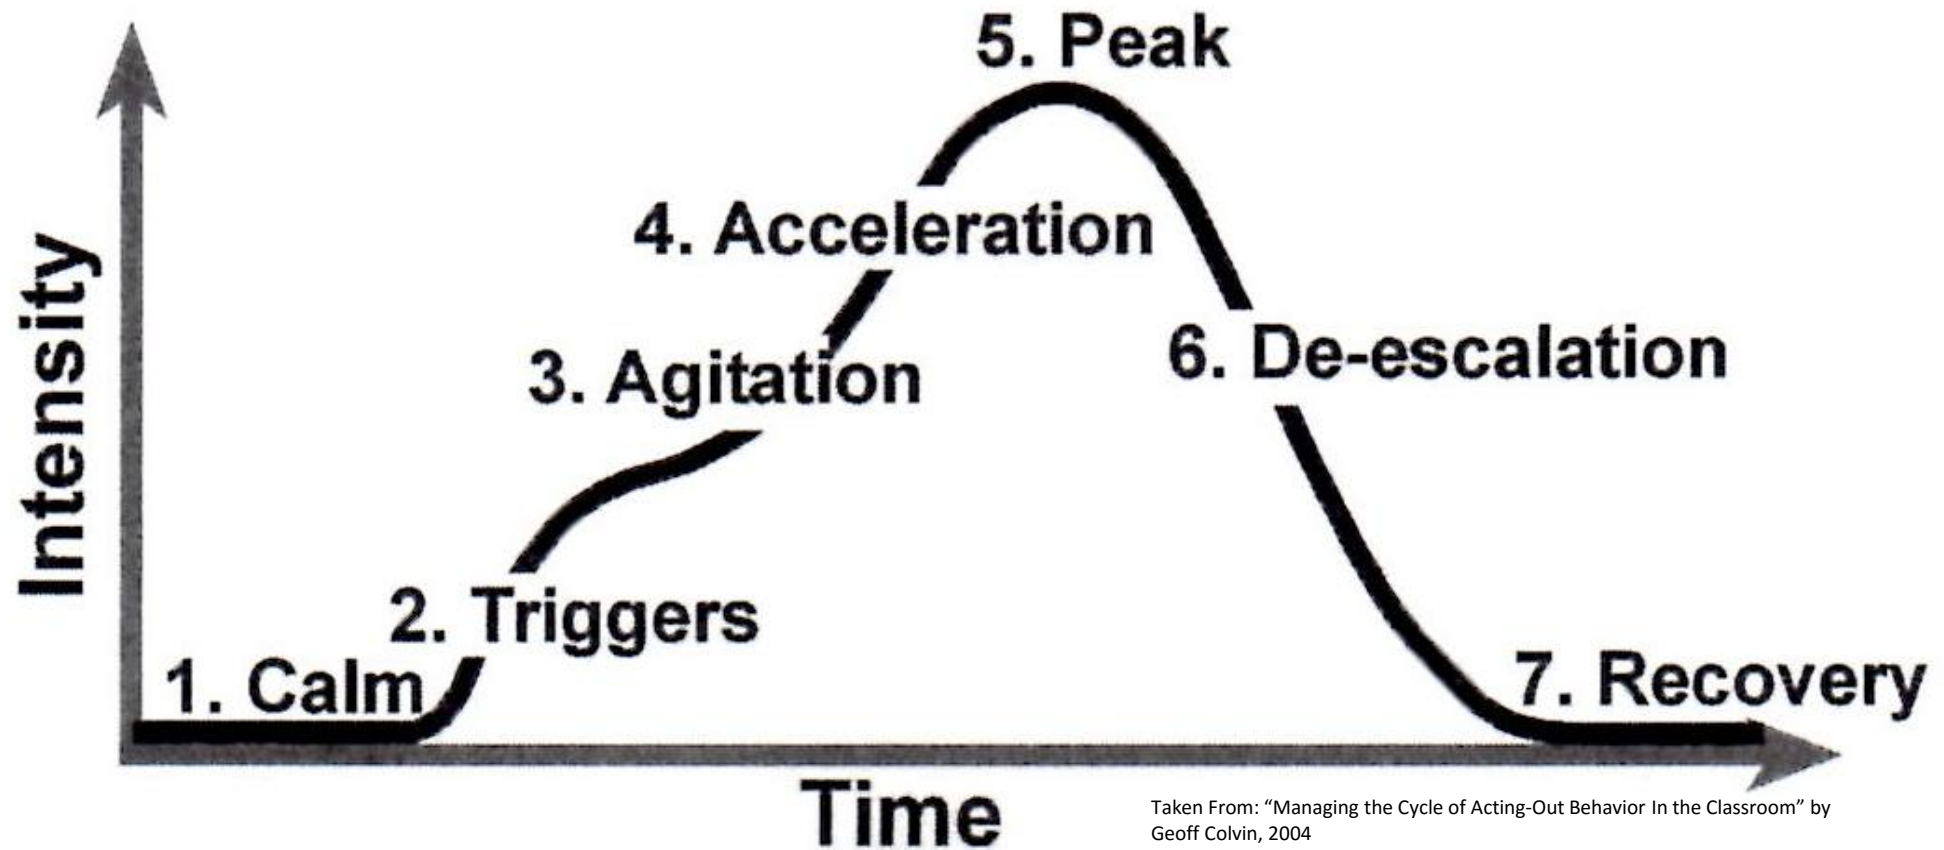 5. Peak
4. Acceleration
6. De-escalation
3. Agitation
2. Triggers
1. Calm
7. Recovery
Intensity
Time
Taken From: “Managing the Cycle of Acting-Out Behavior In the Classroom” by
Geoff Colvin, 2004